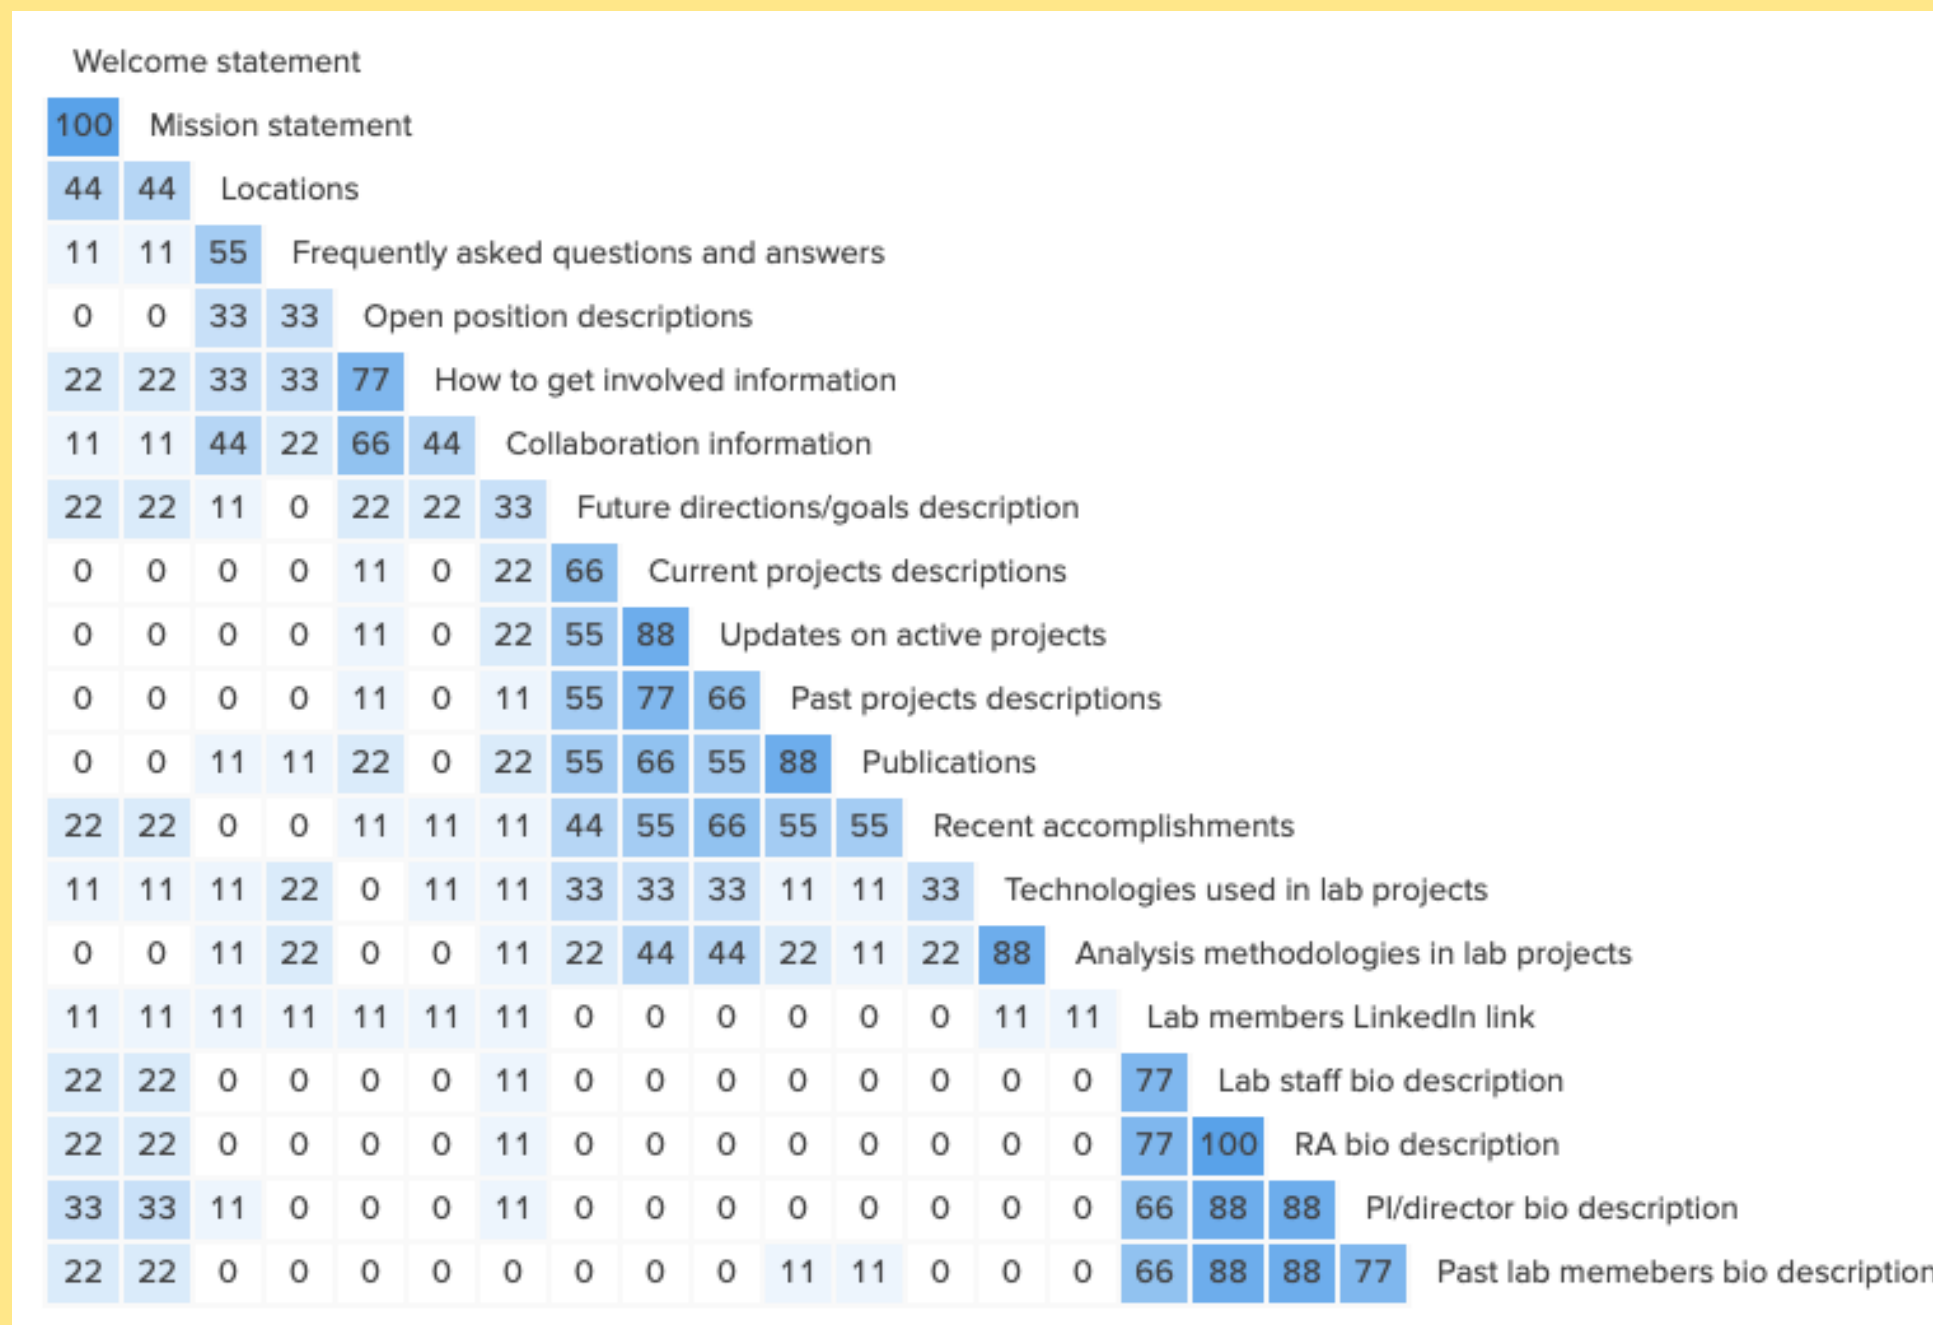 Welcome statement
100 Mission statement
44 44 Locations
11 11 55 Frequently asked questions and answers
0 0 33 33 Open position descriptions
22 22 33 33 77 How to get involved information
11 11 44 22 66 44 Collaboration information
22 22 11 0 22 22 33 Future directions/goals description
0 0 0 0 11 0 22 66 Current projects descriptions
0 0 0 0 11 0 22 55 88 Updates on active projects
0 0 0 0 11 0 11 55 77 66 Past projects descriptions
0 0 11 11 22 0 22 55 66 55 88 Publications
22 22 0 0 11 11 11 44 55 66 55 55 Recent accomplishments
11 11 11 22 0 11 11 33 33 33 11 11 33 Technologies used in lab projects
0 0 11 22 0 0 11 22 44 44 22 11 22 88 Analysis methodologies in lab projects
11 11 11 11 11 11 11 0 0 0 0 0 0 11 11 Lab members LinkedIn link
22 22 0 0 0 0 11 0 0 0 0 0 0 0 0 77 Lab staff bio description
22 22 0 0 0 0 11 0 0 0 0 0 0 0 0 77 100 RA bio description
33 33 11 0 0 0 11 0 0 0 0 0 0 0 0 66 88 88 PI/director bio description
22 22 0 0 0 0 0 0 0 0 11 11 0 0 0 66 88 88 77 Past lab memebers bio description